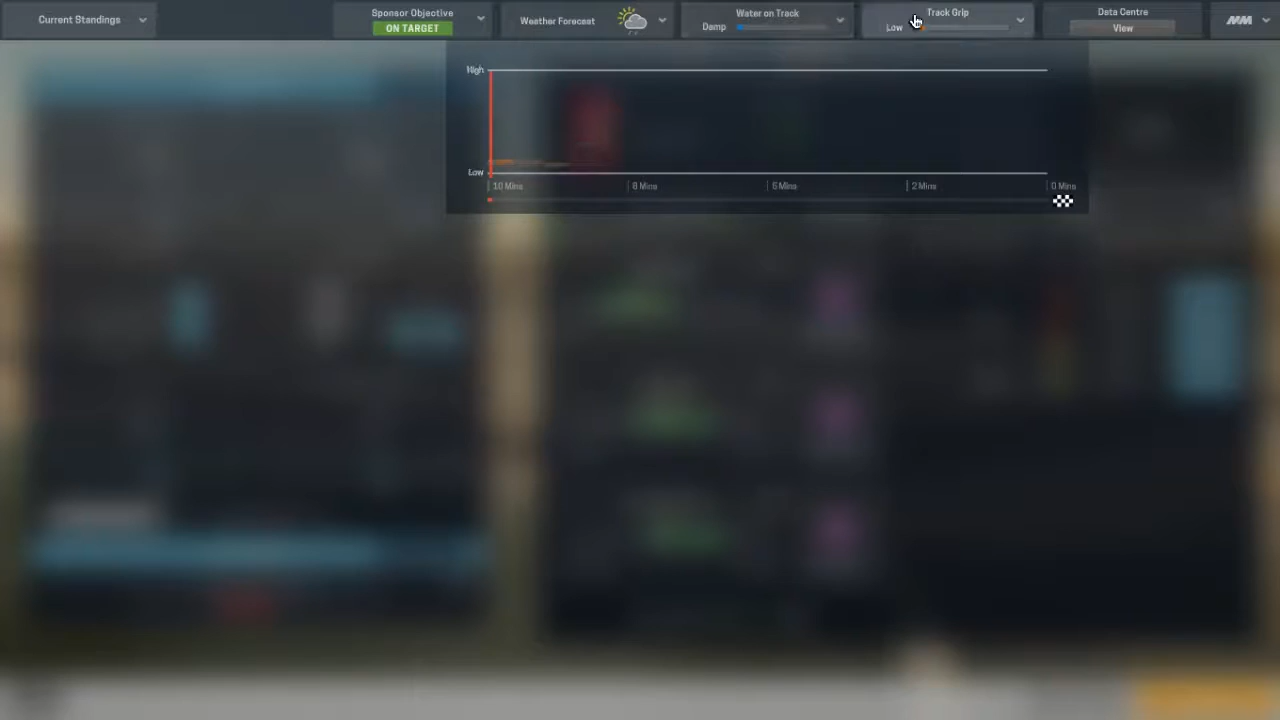 Current Standings
Sponsor Objective
ON TARGET
Weather Forecast
Water on Track
Damp
Track Grip
Low
Data Centre
View
MM
High
Low
10 Mins
8 Mins
5 Mins
2 Mins
0 Mins